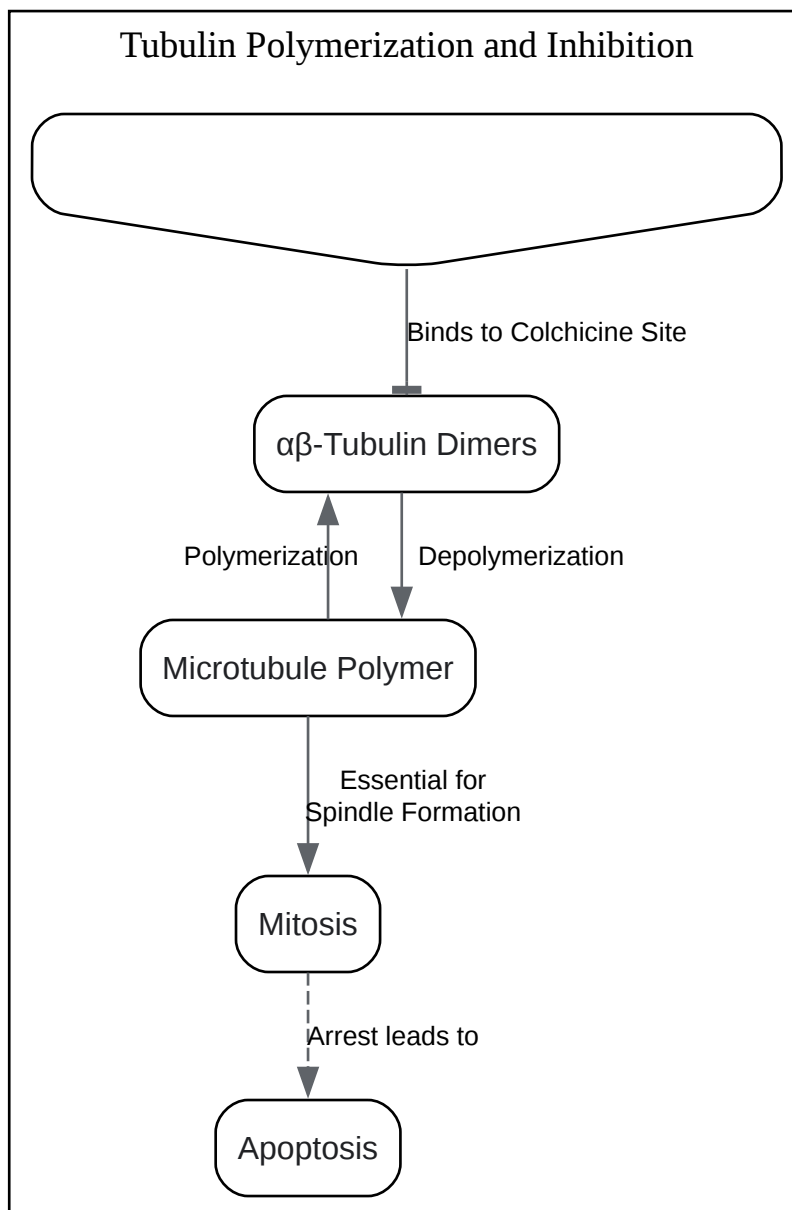 Tubulin Polymerization and Inhibition
Binds to Colchicine Site
αβ-Tubulin Dimers
Polymerization
Depolymerization
Microtubule Polymer
Essential for
Spindle Formation
Mitosis
Arrest leads to
Apoptosis